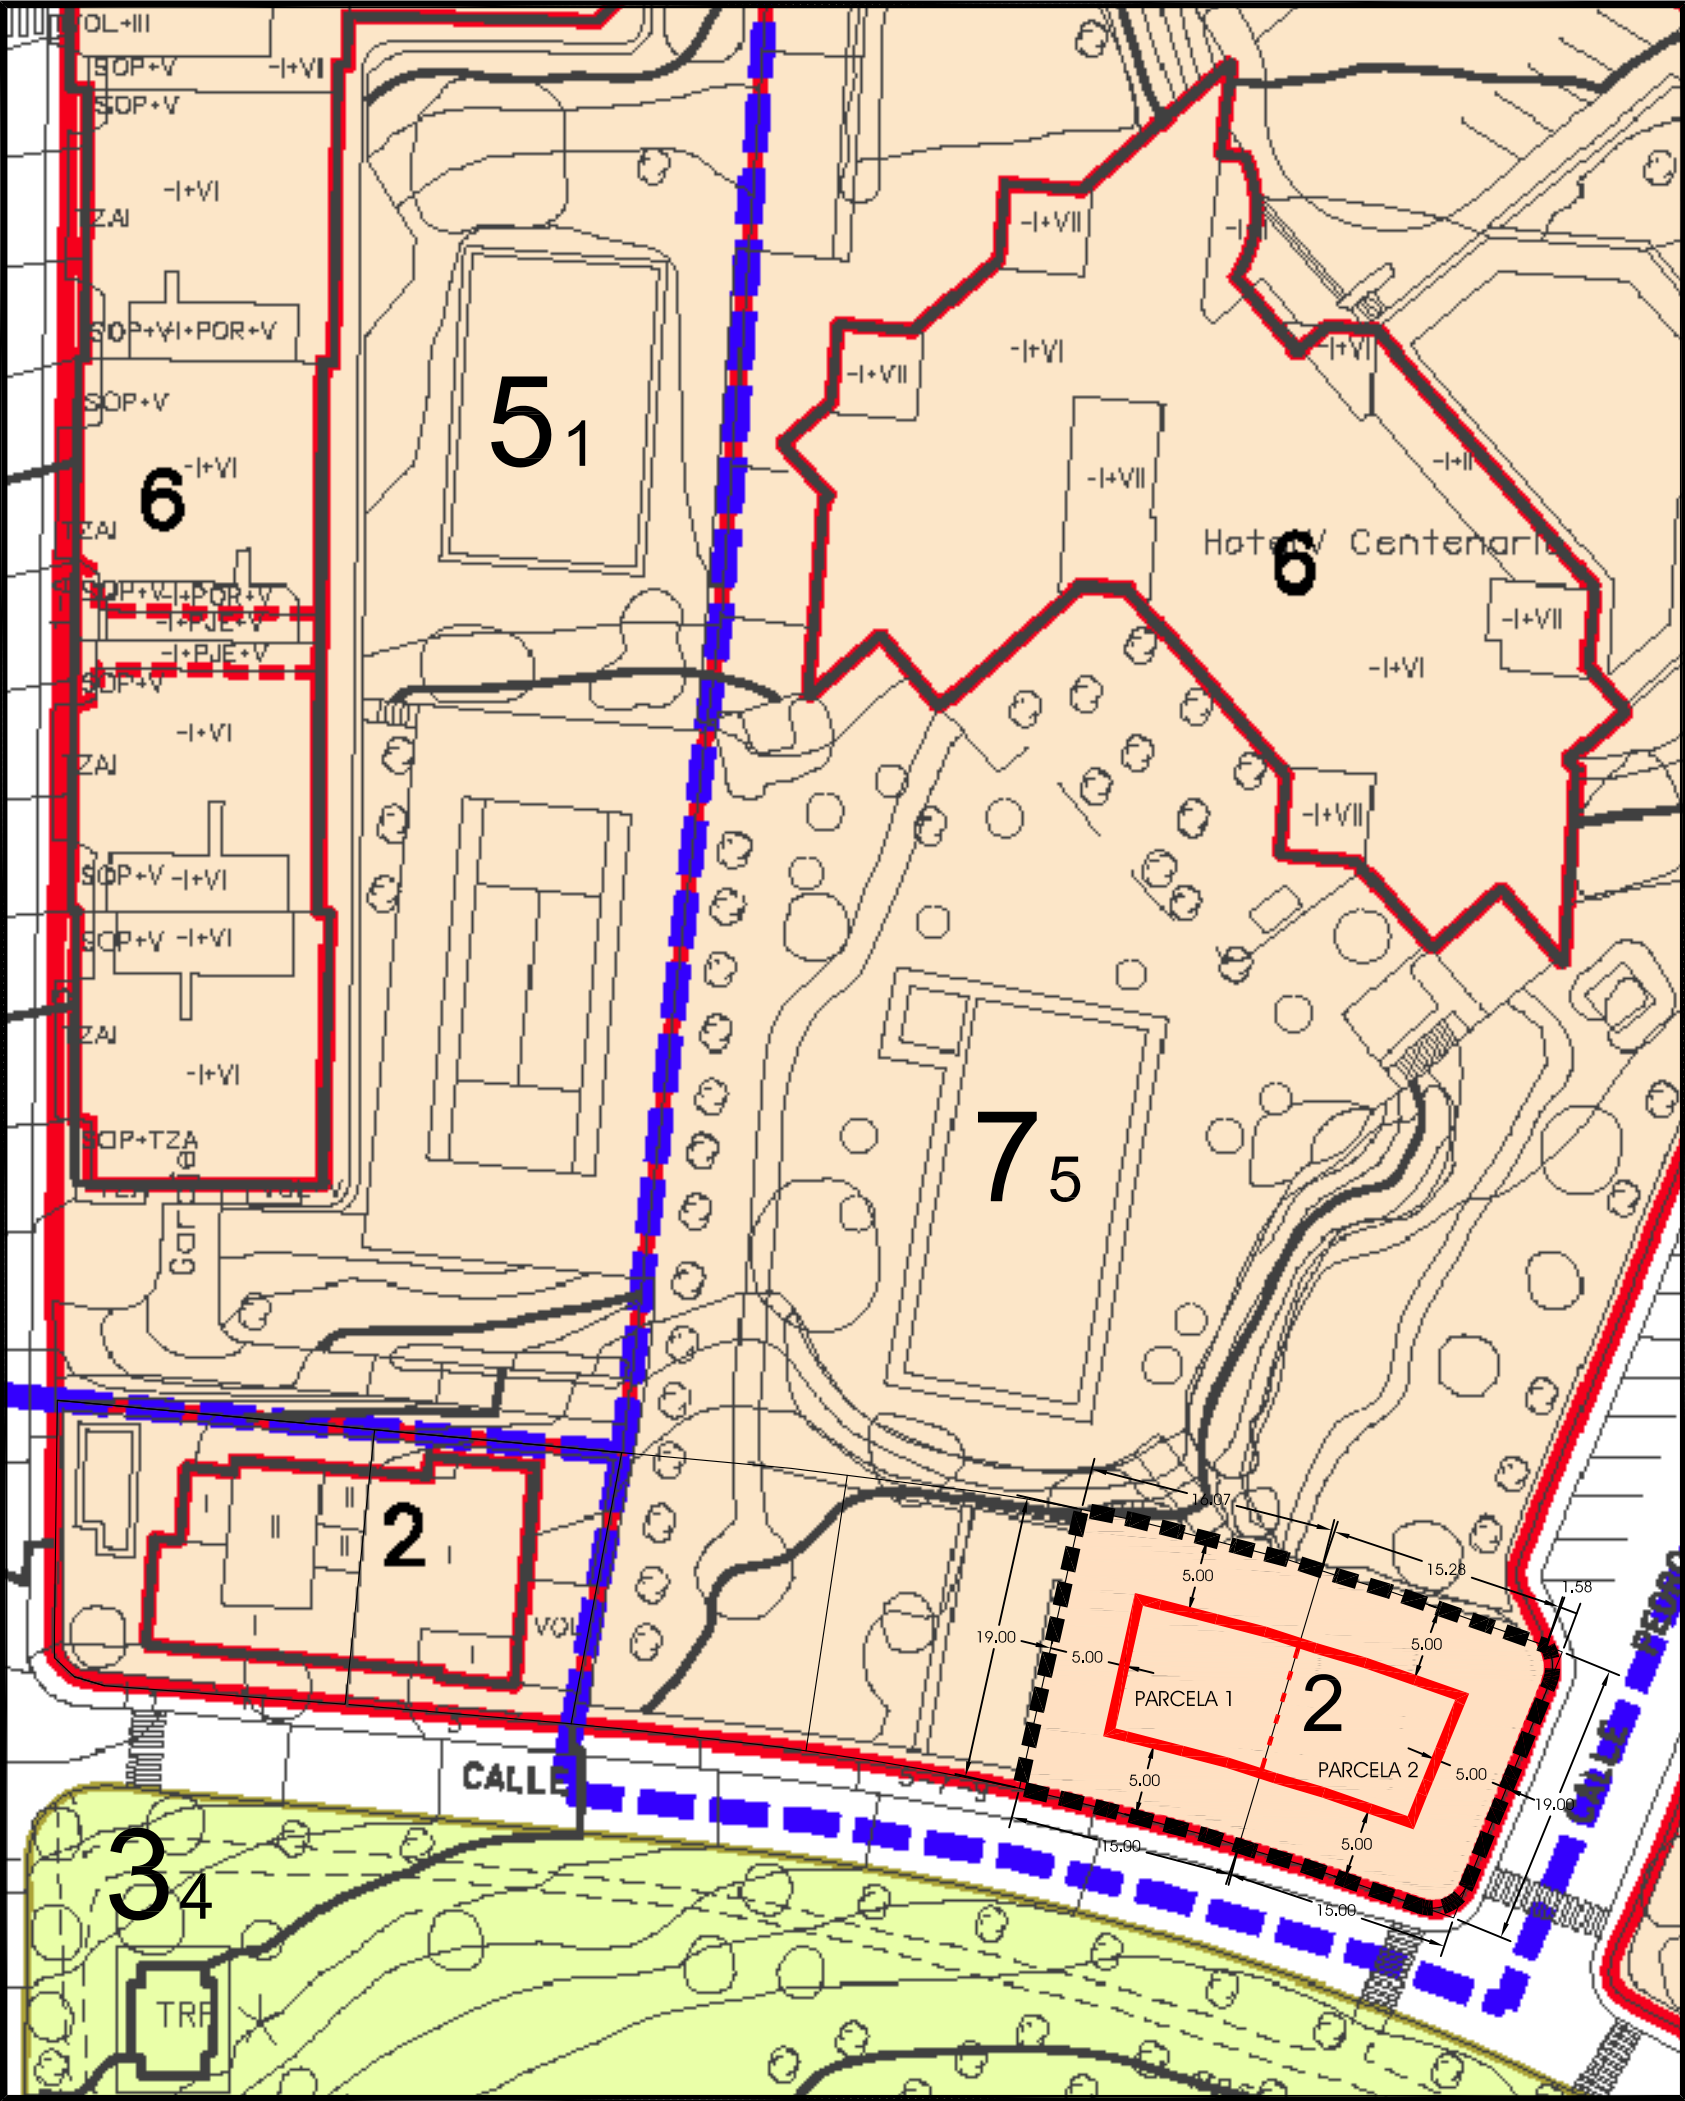 VOL+III
SOP+V
-I+VI
SOP+V
-I+VI
TZAI
-I+VII
-I+VI
-I+VII
-I+VI
SOP+VI+POR+V
5 1
SOP+V
-I+VI
6
-I+VII
-I+II
TZAI
Hotel V Centenario
6
SOP+V
-I+POR+V
-I+PJE+V
-I+PJE+V
SOP+V
-I+VII
-I+VI
-I+VI
TZAI
-I+VII
SOP+V
-I+VI
SOP+V
-I+VI
TZAI
-I+VI
SOP+TZA
7 5
II
I
II
II
2
I
I
I
VOL
16.07
15.28
1.58
5.00
19.00
5.00
5.00
PARCELA 1
2
PARCELA 2
5.00
5.00
5.00
19.00
15.00
15.00
CALLE
CALLE
PEDRO
3 4